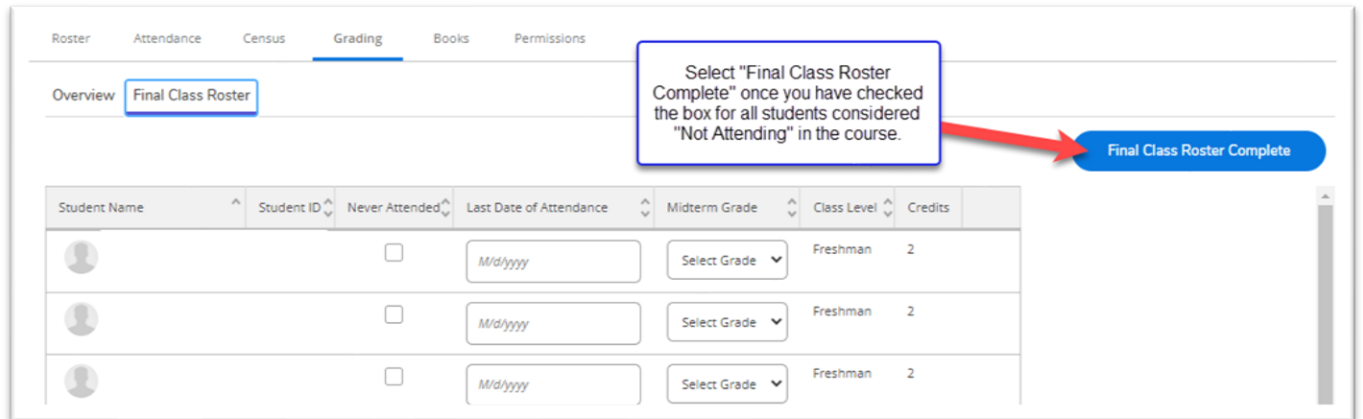 Roster Attendance Census Grading Books Permissions
Overview Final Class Roster
Select "Final Class Roster
Complete" once you have checked
the box for all students considered
"Not Attending" in the course.
Final Class Roster Complete
Student Name Student ID Never Attended Last Date of Attendance Midterm Grade Class Level Credits
M/d/yyyy Select Grade Freshman 2
M/d/yyyy Select Grade Freshman 2
M/d/yyyy Select Grade Freshman 2